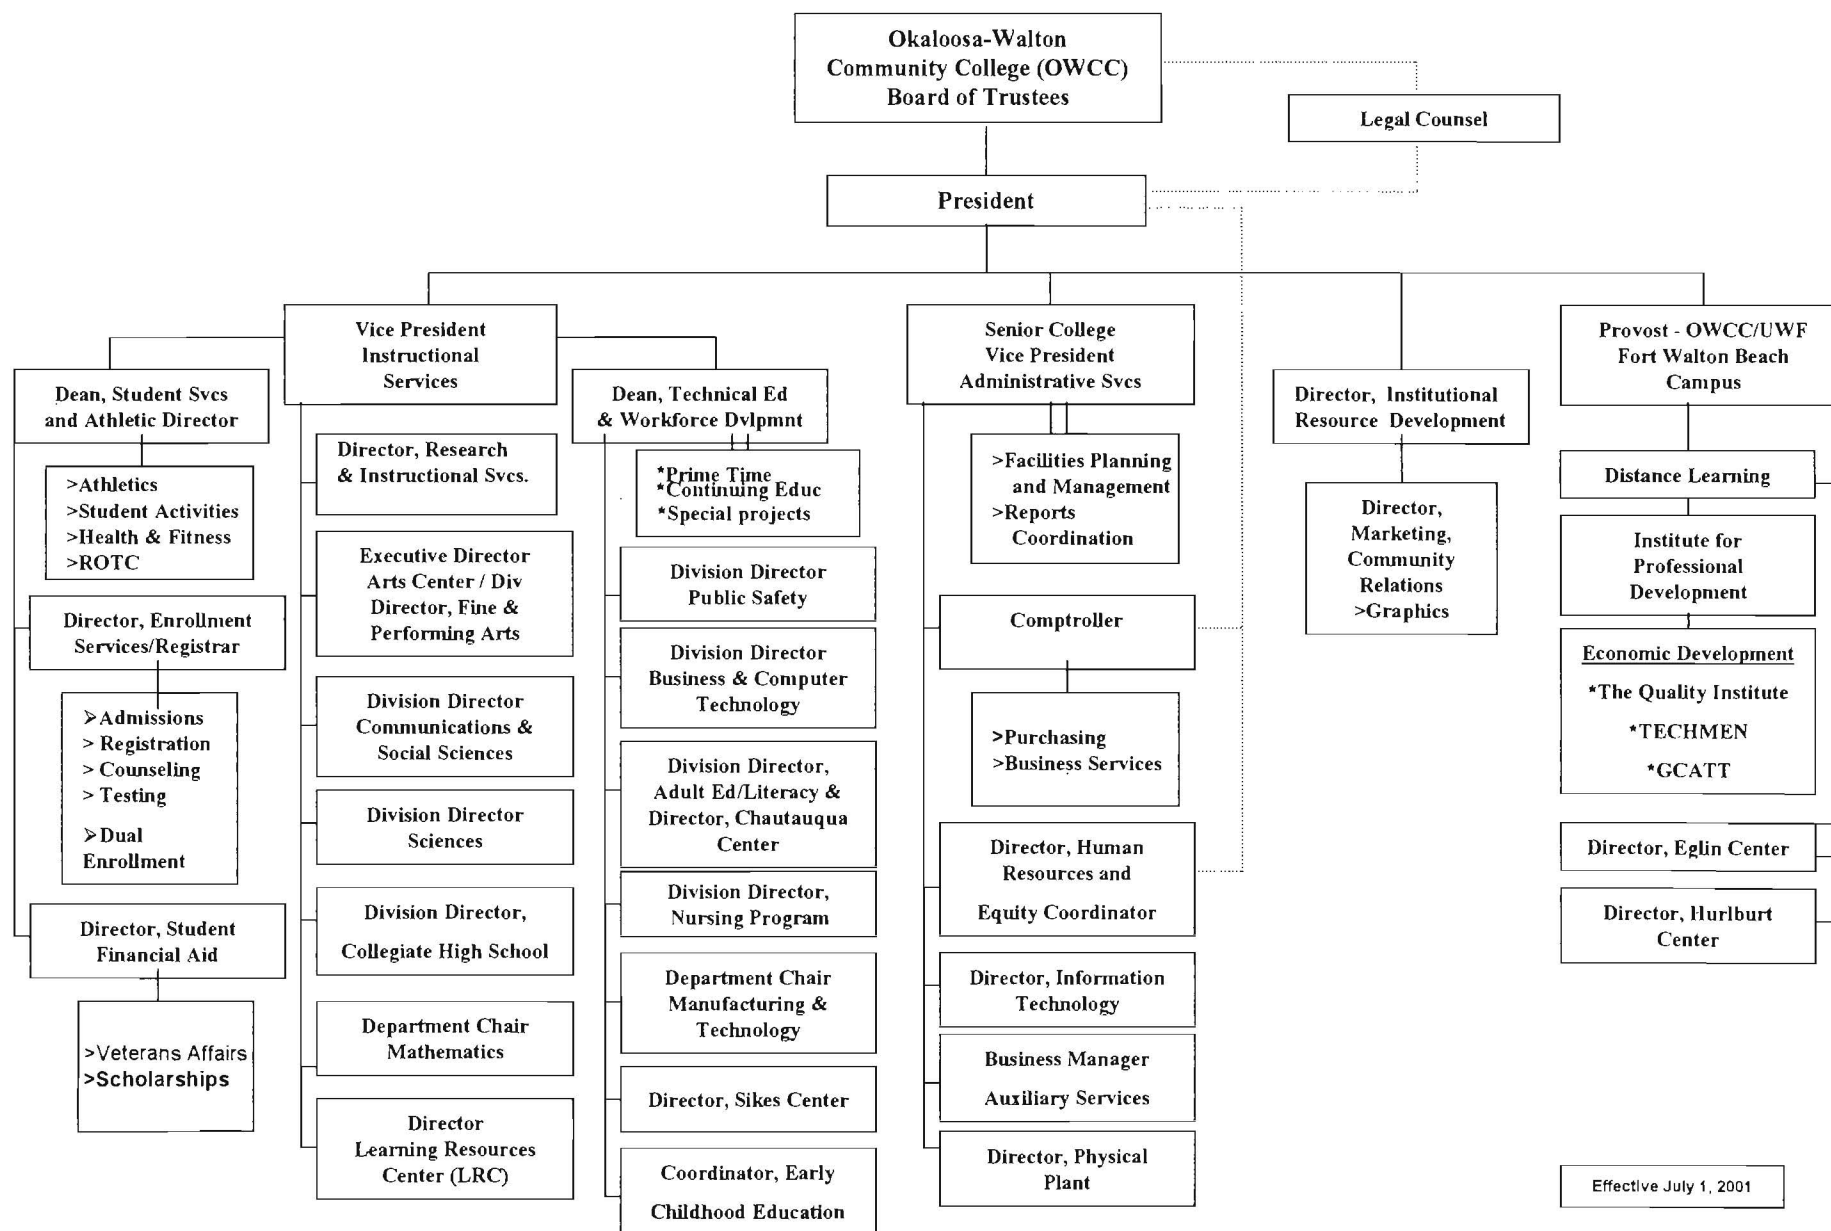 Okaloosa-Walton
Community College (OWCC)
Board of Trustees
Legal Counsel
President
Vice President
Instructional
Services
Senior College
Vice President
Administrative Svcs
Provost - OWCC/UWF
Fort Walton Beach
Campus
Dean, Student Svcs
and Athletic Director
Dean, Technical Ed
& Workforce Dvlpmnt
Director, Institutional
Resource Development
>Athletics
>Student Activities
>Health & Fitness
>ROTC
Director, Enrollment
Services/Registrar
>Admissions
> Registration
> Counseling
> Testing
>Dual
Enrollment
Director, Student
Financial Aid
>Veterans Affairs
>Scholarships
Director, Research
& Instructional Svcs.
Executive Director
Arts Center / Div
Director, Fine &
Performing Arts
Division Director
Communications &
Social Sciences
Division Director
Sciences
Division Director,
Collegiate High School
Department Chair
Mathematics
Director
Learning Resources
Center (LRC)
*Prime Time
*Continuing Educ
*Special projects
Division Director
Public Safety
Division Director
Business & Computer
Technology
Division Director,
Adult Ed/Literacy &
Director, Chautauqua
Center
Division Director,
Nursing Program
Department Chair
Manufacturing &
Technology
Director, Sikes Center
Coordinator, Early
Childhood Education
>Facilities Planning
and Management
>Reports
Coordination
Comptroller
>Purchasing
>Business Services
Director, Human
Resources and
Equity Coordinator
Director, Information
Technology
Business Manager
Auxiliary Services
Director, Physical
Plant
Director,
Marketing,
Community
Relations
>Graphics
Distance Learning
Institute for
Professional
Development
Economic Development
*The Quality Institute
*TECHMEN
*GCATT
Director, Eglin Center
Director, Hurlburt
Center
Effective July 1, 2001